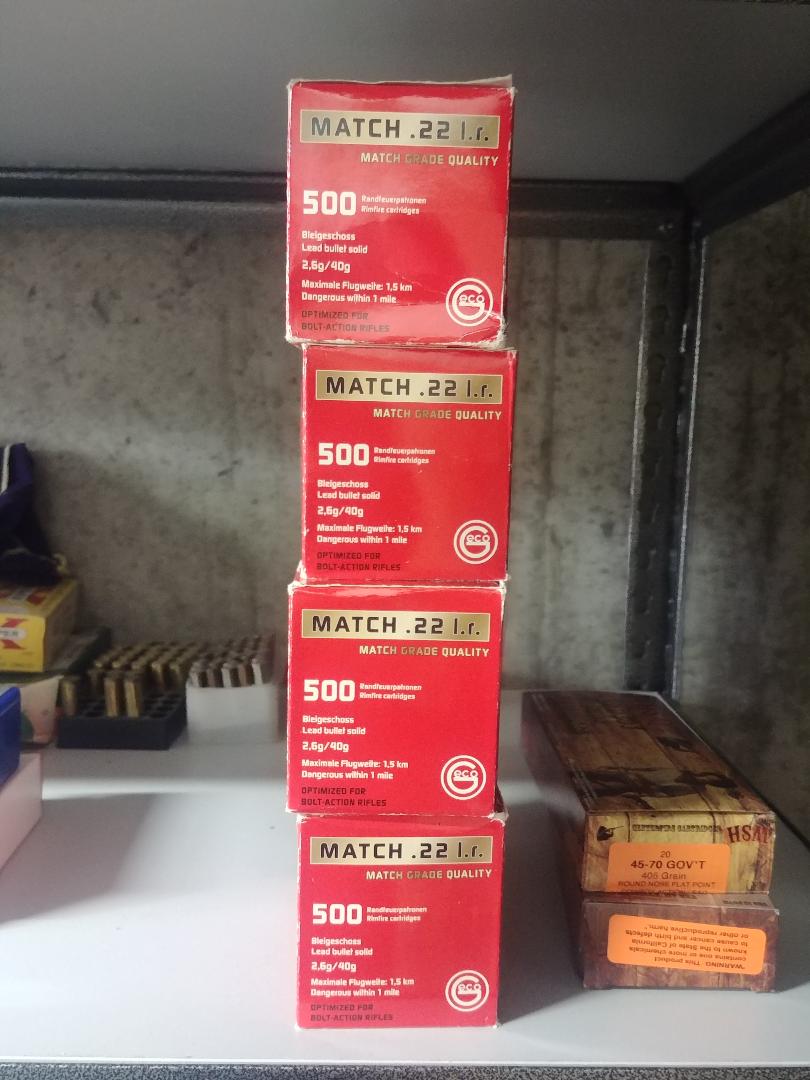 MATCH .22 l.r.
MATCH GRADE QUALITY
500 Randfeuerpatronen
Rimfire cartridges
Bleigeschoss
Lead bullet solid
2,6g/40g
Maximale Flugweite: 1,5 km
Dangerous within 1 mile
OPTIMIZED FOR
BOLT-ACTION RIFLES
Geco
MATCH .22 l.r.
MATCH GRADE QUALITY
500 Randfeuerpatronen
Rimfire cartridges
Bleigeschoss
Lead bullet solid
2,6g/40g
Maximale Flugweite: 1,5 km
Dangerous within 1 mile
OPTIMIZED FOR
BOLT-ACTION RIFLES
Geco
MATCH .22 l.r.
MATCH GRADE QUALITY
500 Randfeuerpatronen
Rimfire cartridges
Bleigeschoss
Lead bullet solid
2,6g/40g
Maximale Flugweite: 1,5 km
Dangerous within 1 mile
OPTIMIZED FOR
BOLT-ACTION RIFLES
Geco
MATCH .22 l.r.
MATCH GRADE QUALITY
500 Randfeuerpatronen
Rimfire cartridges
Bleigeschoss
Lead bullet solid
2,6g/40g
Maximale Flugweite: 1,5 km
Dangerous within 1 mile
OPTIMIZED FOR
BOLT-ACTION RIFLES
Geco
20
45-70 GOV'T
405 Grain
ROUND NOSE FLAT POINT
"WARNING: This product
contains one or more chemicals
known to the State of California
to cause cancer and birth defects
or other reproductive harm."